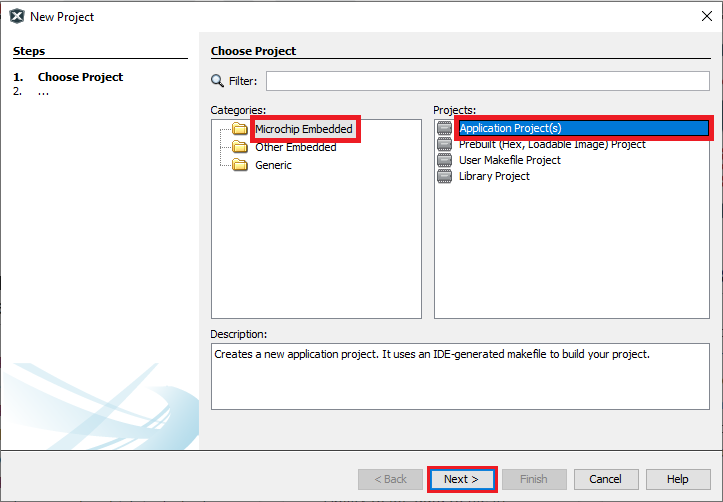 New Project
Steps
1. Choose Project
2. ...
Choose Project
Filter:
Categories:
Microchip Embedded
Other Embedded
Generic
Projects:
Application Project(s)
Prebuilt (Hex, Loadable Image) Project
User Makefile Project
Library Project
Description:
Creates a new application project. It uses an IDE-generated makefile to build your project.
< Back
Next >
Finish
Cancel
Help